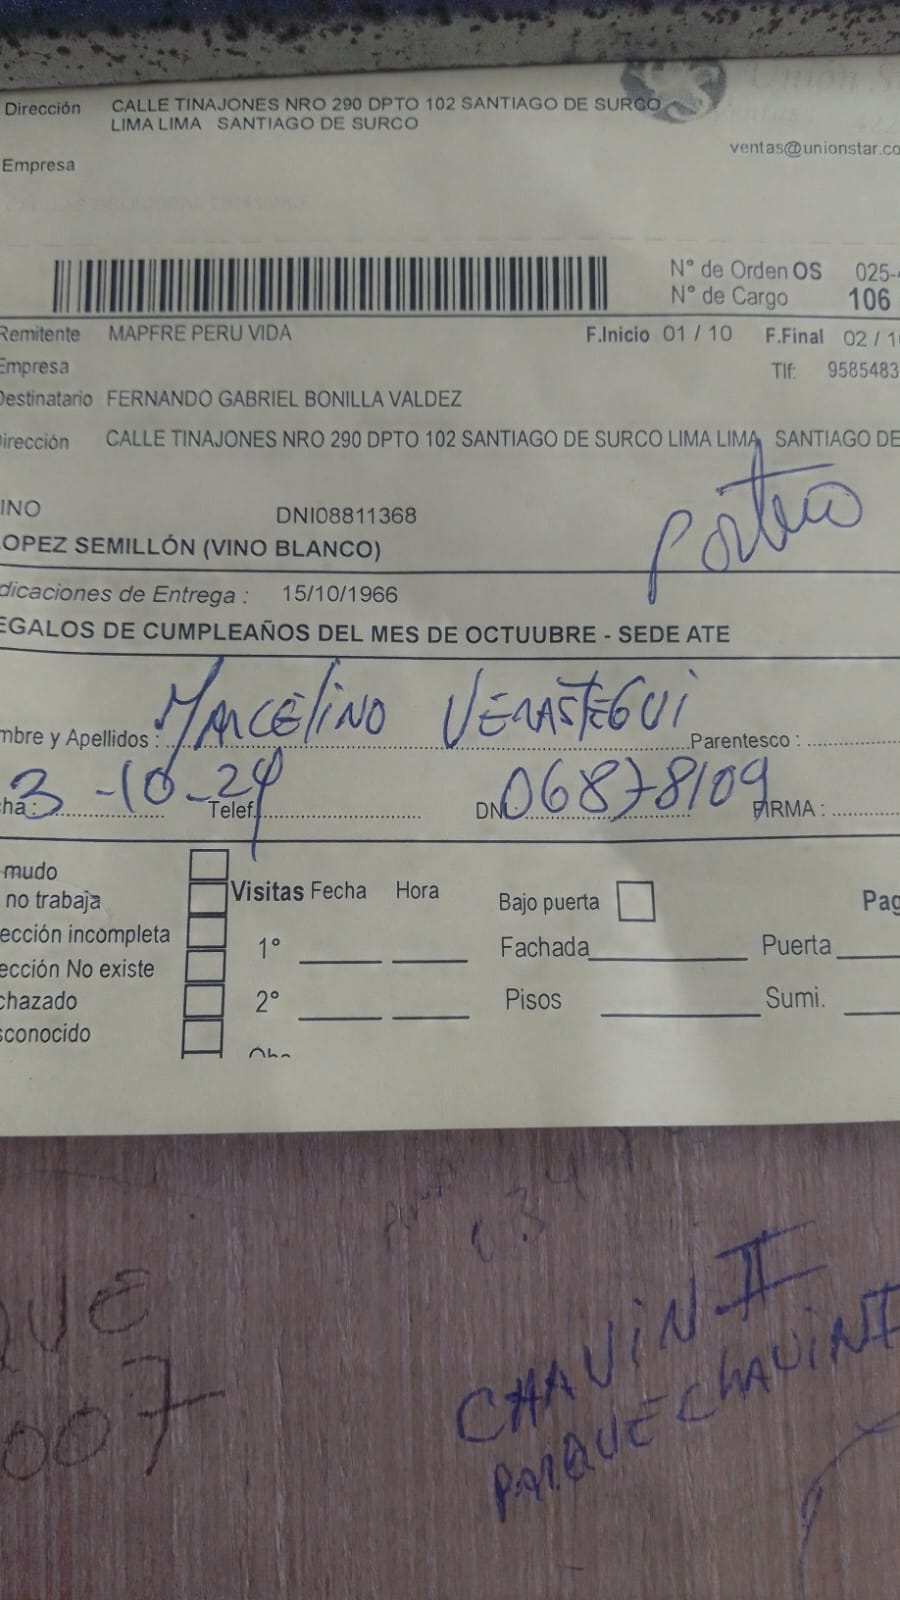 Dirección CALLE TINAJONES NRO 290 DPTO 102 SANTIAGO DE SURCO
LIMA LIMA SANTIAGO DE SURCO
ventas@unionstar.co
Empresa
N° de Orden OS 025-
N° de Cargo 106
Remitente MAPFRE PERU VIDA F.Inicio 01 / 10 F.Final 02 / 1
Empresa Tlf: 9585483
Destinatario FERNANDO GABRIEL BONILLA VALDEZ
Dirección CALLE TINAJONES NRO 290 DPTO 102 SANTIAGO DE SURCO LIMA LIMA SANTIAGO DE
Portero
INO DNI08811368
OPEZ SEMILLÓN (VINO BLANCO)
dicaciones de Entrega : 15/10/1966
EGALOS DE CUMPLEAÑOS DEL MES DE OCTUUBRE - SEDE ATE
mbre y Apellidos : MARCELINO VERASTEGUI Parentesco :
ha: 3-10-24 Telef. DNI 06878109 FIRMA :
mudo
no trabaja Visitas Fecha Hora Bajo puerta Pag
ección incompleta
1° Fachada Puerta
ección No existe
chazado 2° Pisos Sumi.
sconocido
QUE
007
CHAVIN II
PARQUE CHAVIN